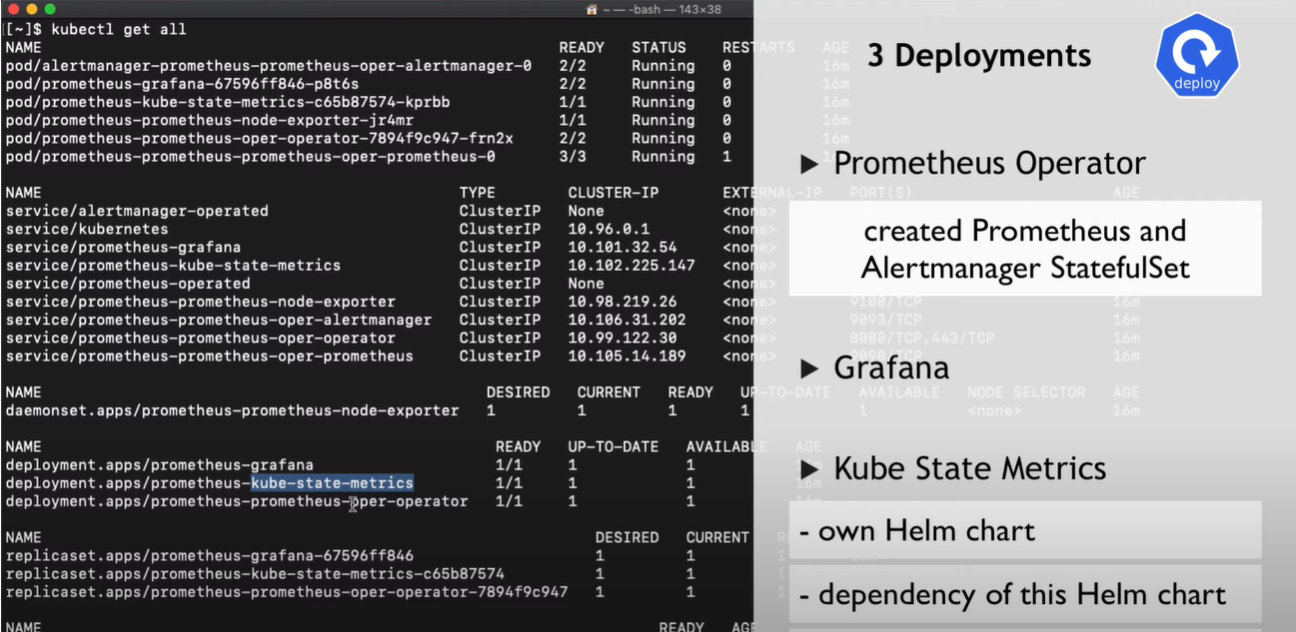 ~ — -bash — 143×38
[~]$ kubectl get all
NAME READY STATUS RESTARTS AGE
pod/alertmanager-prometheus-prometheus-oper-alertmanager-0 2/2 Running 0 16m
pod/prometheus-grafana-67596ff846-p8t6s 2/2 Running 0 16m
pod/prometheus-kube-state-metrics-c65b87574-kprbb 1/1 Running 0 16m
pod/prometheus-prometheus-node-exporter-jr4mr 1/1 Running 0 16m
pod/prometheus-prometheus-oper-operator-7894f9c947-frn2x 2/2 Running 0 16m
pod/prometheus-prometheus-prometheus-oper-prometheus-0 3/3 Running 1
NAME TYPE CLUSTER-IP EXTERNAL-IP PORT(S) AGE
service/alertmanager-operated ClusterIP None <none>
service/kubernetes ClusterIP 10.96.0.1 <none>
service/prometheus-grafana ClusterIP 10.101.32.54 <none>
service/prometheus-kube-state-metrics ClusterIP 10.102.225.147 <none>
service/prometheus-operated ClusterIP None <none>
service/prometheus-prometheus-node-exporter ClusterIP 10.98.219.26 <none> 9100/TCP 16m
service/prometheus-prometheus-oper-alertmanager ClusterIP 10.106.31.202 <none> 9093/TCP 16m
service/prometheus-prometheus-oper-operator ClusterIP 10.99.122.30 <none> 8080/TCP,443/TCP 16m
service/prometheus-prometheus-oper-prometheus ClusterIP 10.105.14.189 <none> 16m
NAME DESIRED CURRENT READY UP-TO-DATE AVAILABLE NODE SELECTOR AGE
daemonset.apps/prometheus-prometheus-node-exporter 1 1 1 1 1 <none> 16m
NAME READY UP-TO-DATE AVAILABLE AGE
deployment.apps/prometheus-grafana 1/1 1 1
deployment.apps/prometheus-kube-state-metrics 1/1 1 1 16m
deployment.apps/prometheus-prometheus-oper-operator 1/1 1 1
NAME DESIRED CURRENT
replicaset.apps/prometheus-grafana-67596ff846 1 1
replicaset.apps/prometheus-kube-state-metrics-c65b87574 1 1
replicaset.apps/prometheus-prometheus-oper-operator-7894f9c947 1 1
NAME READY AGE
3 Deployments
deploy
► Prometheus Operator
created Prometheus and
Alertmanager StatefulSet
► Grafana
► Kube State Metrics
- own Helm chart
- dependency of this Helm chart